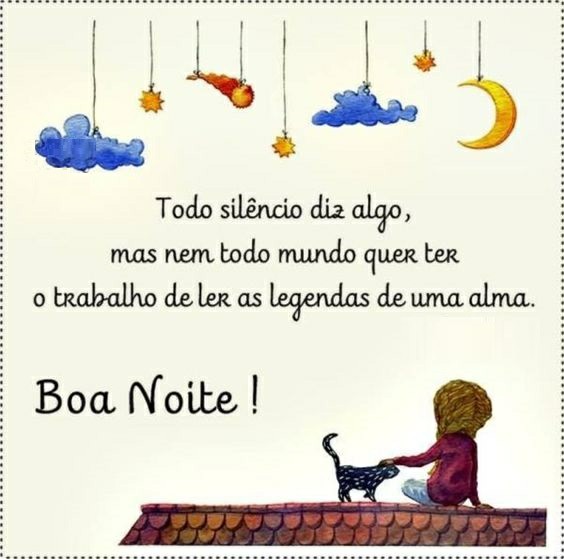 Todo silêncio diz algo,
mas nem todo mundo quer ter
o trabalho de ler as legendas de uma alma.
Boa Noite !